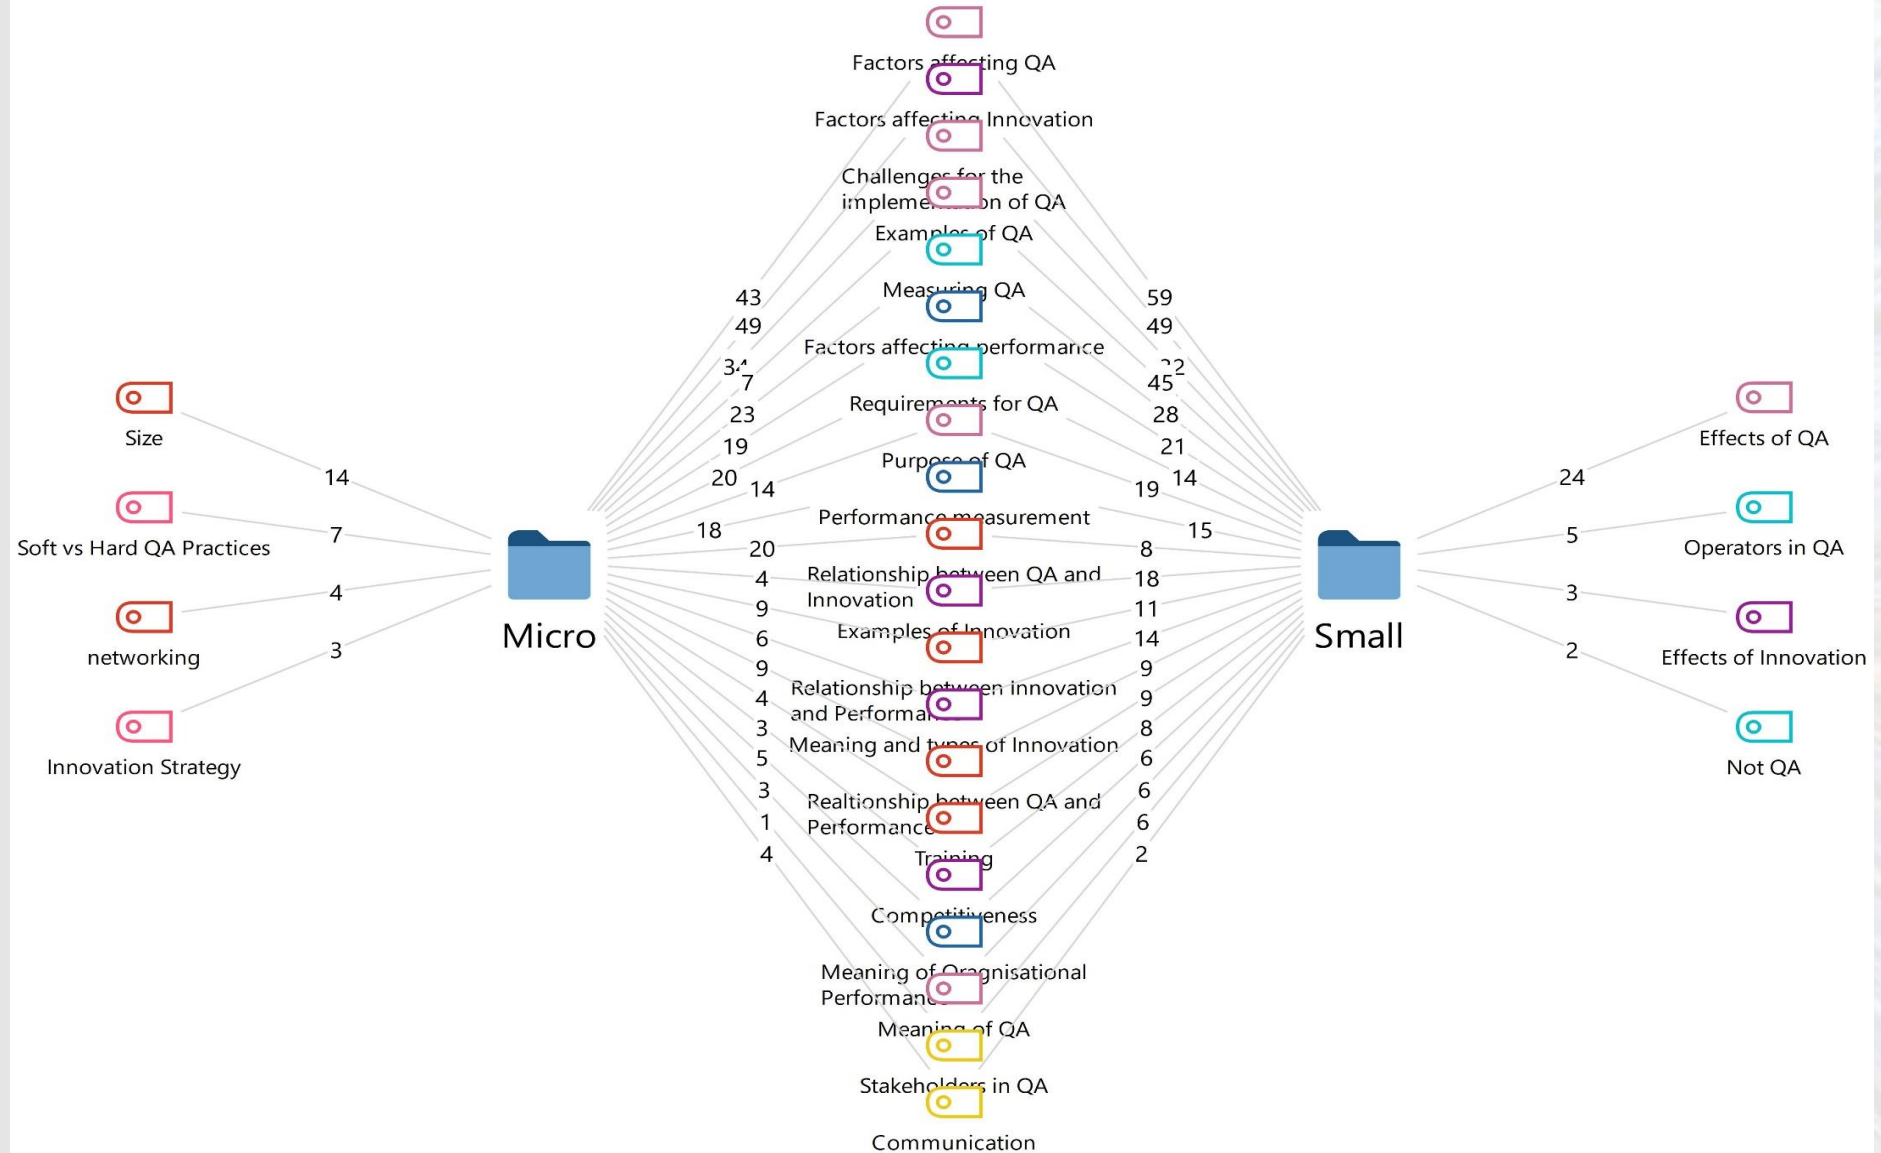 Factors affecting QA
Factors affecting Innovation
Challenges for the
implementation of QA
Examples of QA
Measuring QA
Factors affecting performance
Requirements for QA
Purpose of QA
Performance measurement
Relationship between QA and
Innovation
Examples of Innovation
Relationship between innovation
and Performance
Meaning and types of Innovation
Realtionship between QA and
Performance
Training
Competitiveness
Meaning of Oragnisational
Performance
Meaning of QA
Stakeholders in QA
Communication
43
49
34
7
23
19
20
14
18
20
4
9
6
9
4
3
5
3
1
4
59
49
45
28
21
14
19
15
8
18
11
14
9
9
8
6
6
6
2
Size
14
Soft vs Hard QA Practices
7
networking
4
Innovation Strategy
3
Micro
Small
Effects of QA
24
Operators in QA
5
Effects of Innovation
3
Not QA
2